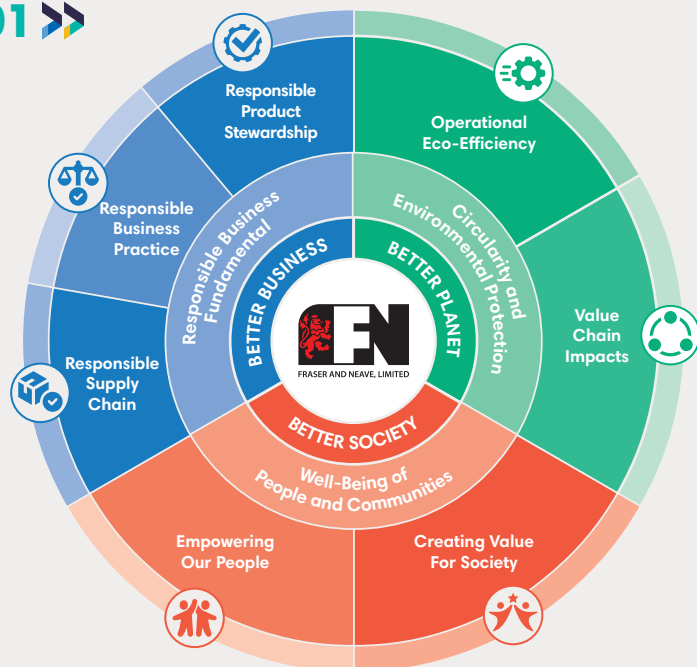 01
Responsible
Product
Stewardship
Operational
Eco-Efficiency
Responsible
Business
Practice
Responsible Business
Fundamental
Circularity and
Environmental Protection
BETTER BUSINESS
BETTER PLANET
FN
FRASER AND NEAVE, LIMITED
Value
Chain
Impacts
Responsible
Supply
Chain
BETTER SOCIETY
Well-Being of
People and Communities
Empowering
Our People
Creating Value
For Society